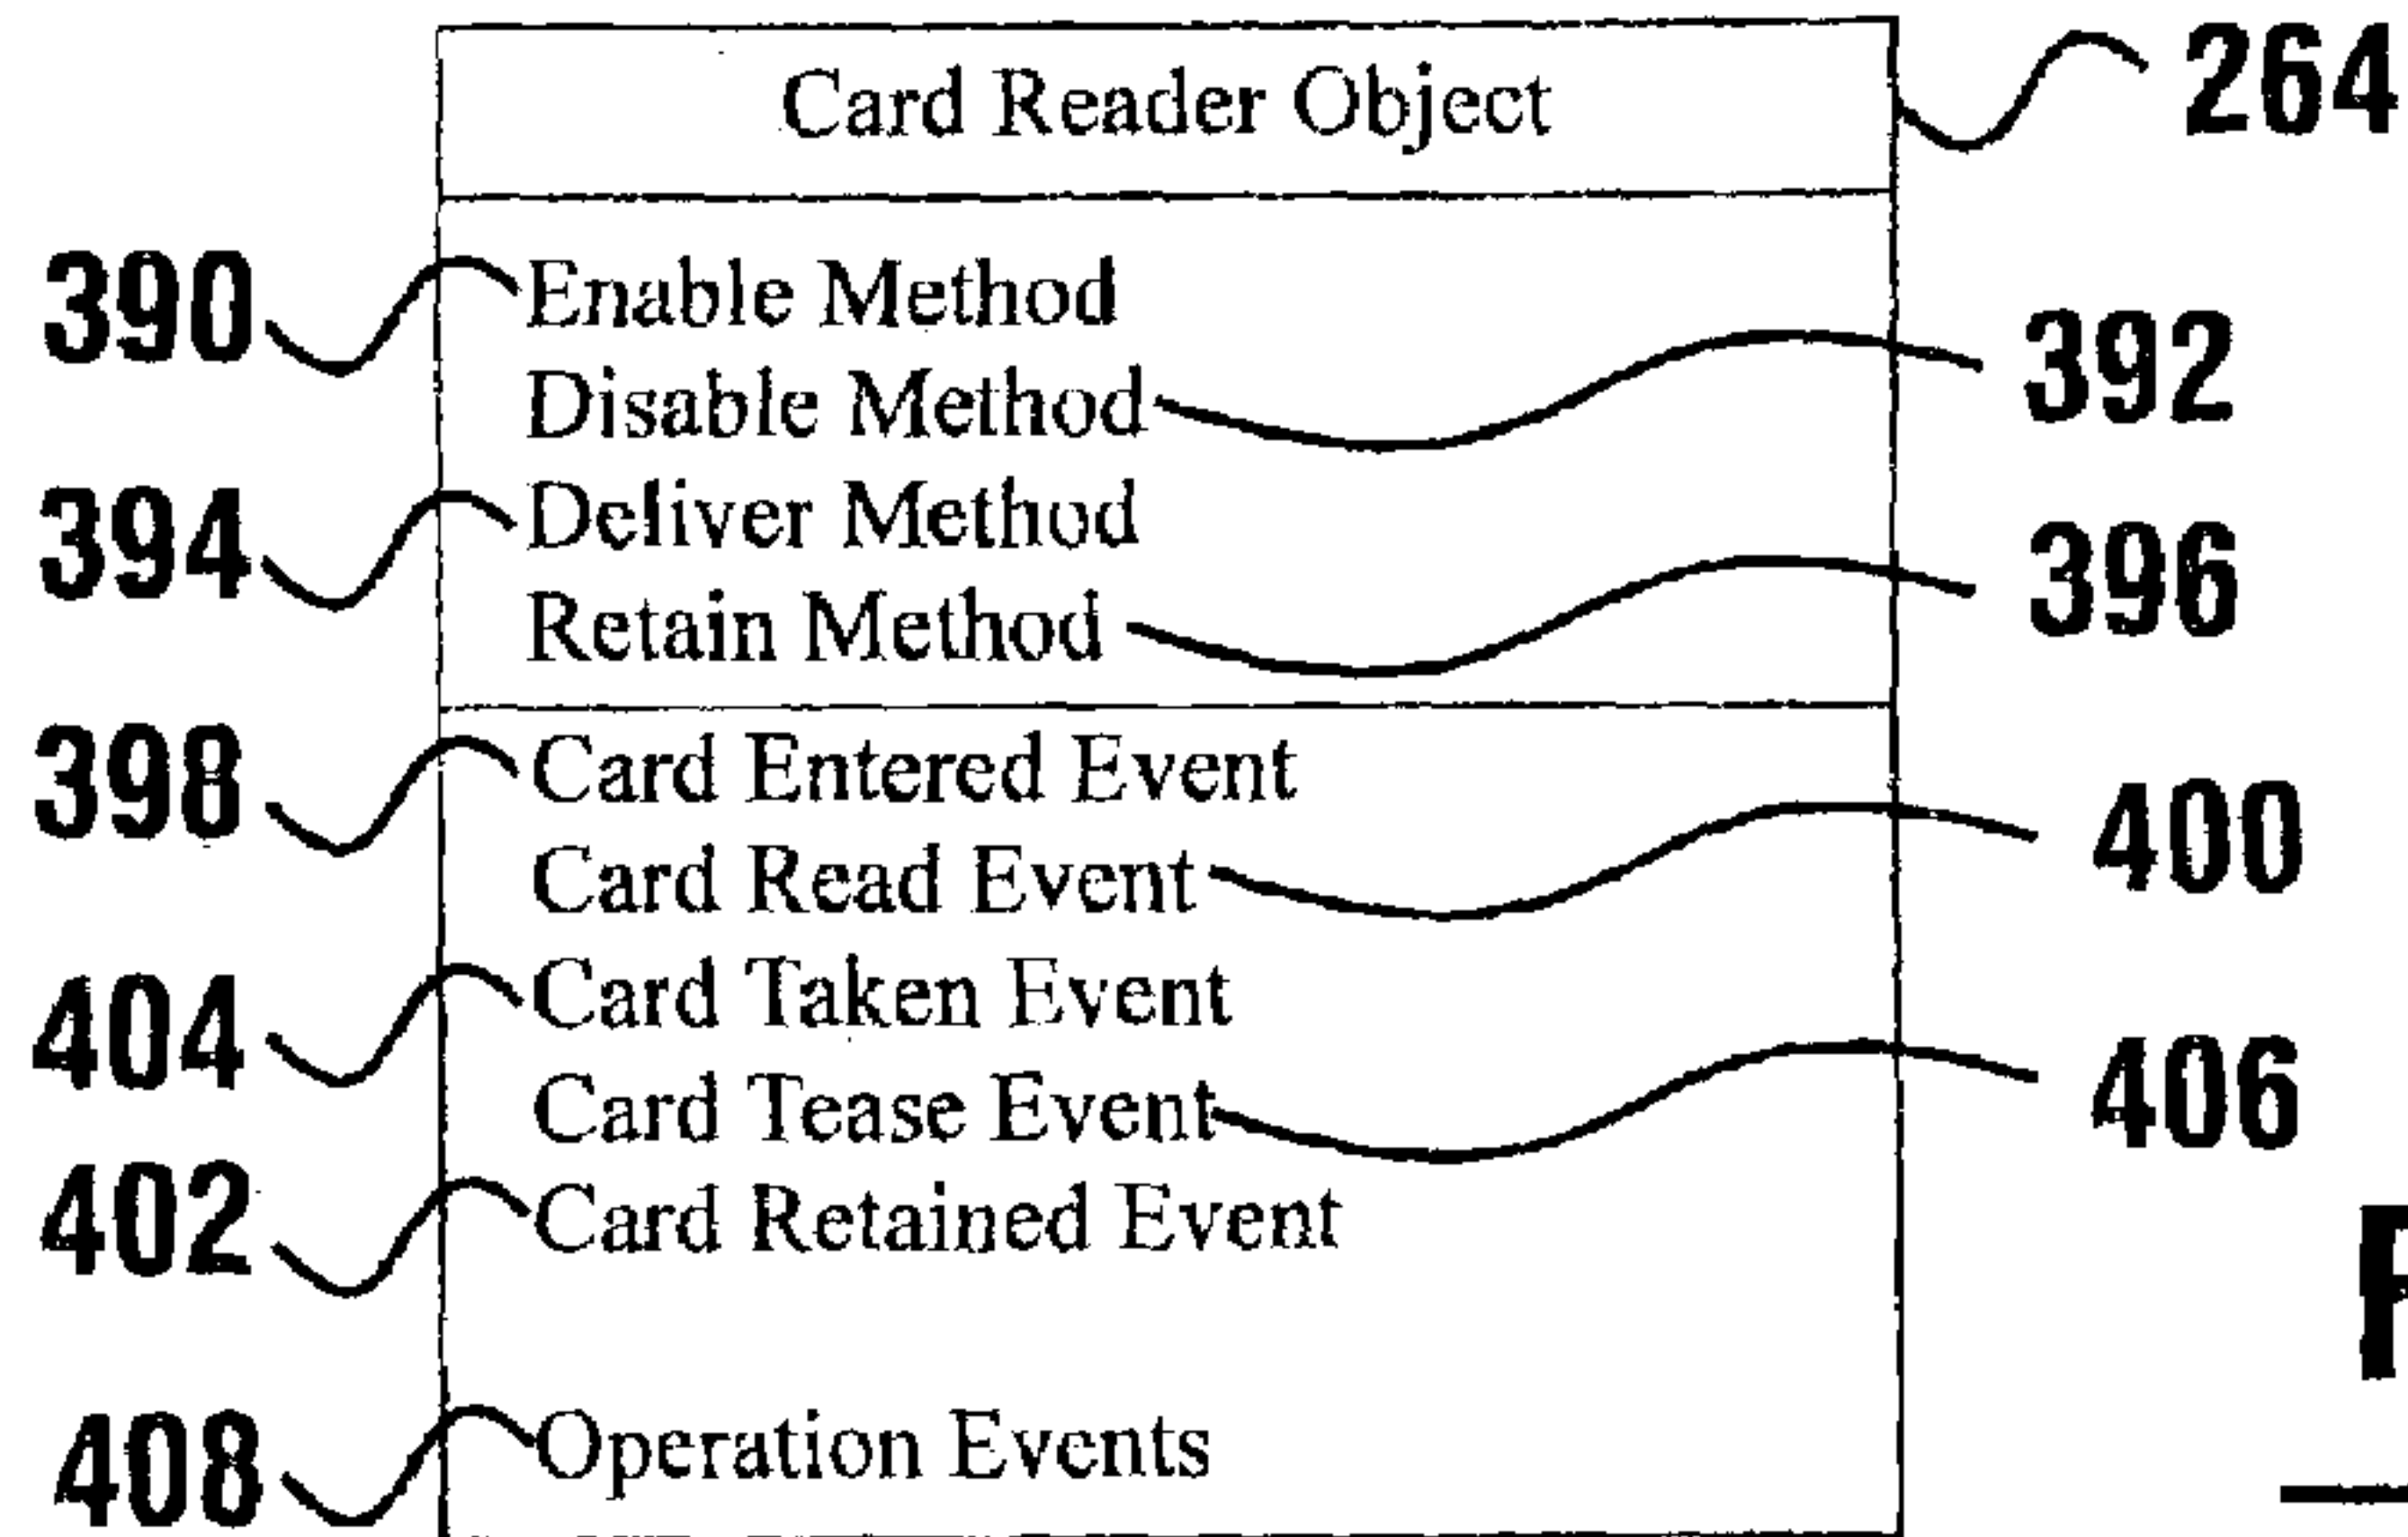 Card Reader Object 264
390 Enable Method
Disable Method 392
394 Deliver Method
Retain Method 396
398 Card Entered Event
Card Read Event 400
404 Card Taken Event
Card Tease Event 406
402 Card Retained Event
408 Operation Events